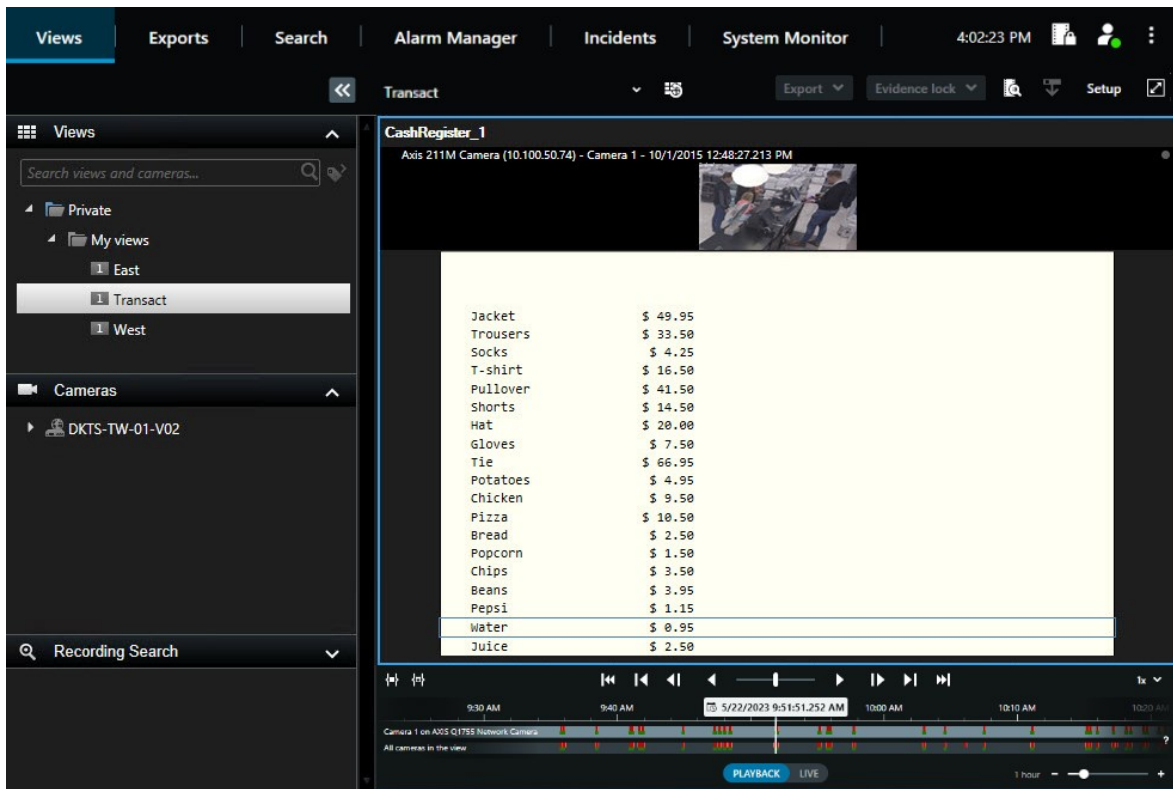 Views Exports Search Alarm Manager Incidents System Monitor 4:02:23 PM
Transact Export Evidence lock Setup
Views
Search views and cameras...
Private
My views
1 East
1 Transact
1 West
Cameras
DKTS-TW-01-V02
Recording Search
CashRegister_1
Axis 211M Camera (10.100.50.74) - Camera 1 - 10/1/2015 12:48:27.213 PM
Jacket $ 49.95
Trousers $ 33.50
Socks $ 4.25
T-shirt $ 16.50
Pullover $ 41.50
Shorts $ 14.50
Hat $ 20.00
Gloves $ 7.50
Tie $ 66.95
Potatoes $ 4.95
Chicken $ 9.50
Pizza $ 10.50
Bread $ 2.50
Popcorn $ 1.50
Chips $ 3.50
Beans $ 3.95
Pepsi $ 1.15
Water $ 0.95
Juice $ 2.50
1x
9:30 AM 9:40 AM 5/22/2023 9:51:51.252 AM 10:00 AM 10:10 AM 10:20 AM
Camera 1 on AXIS Q1755 Network Camera
All cameras in the view
?
PLAYBACK LIVE
1 hour - +